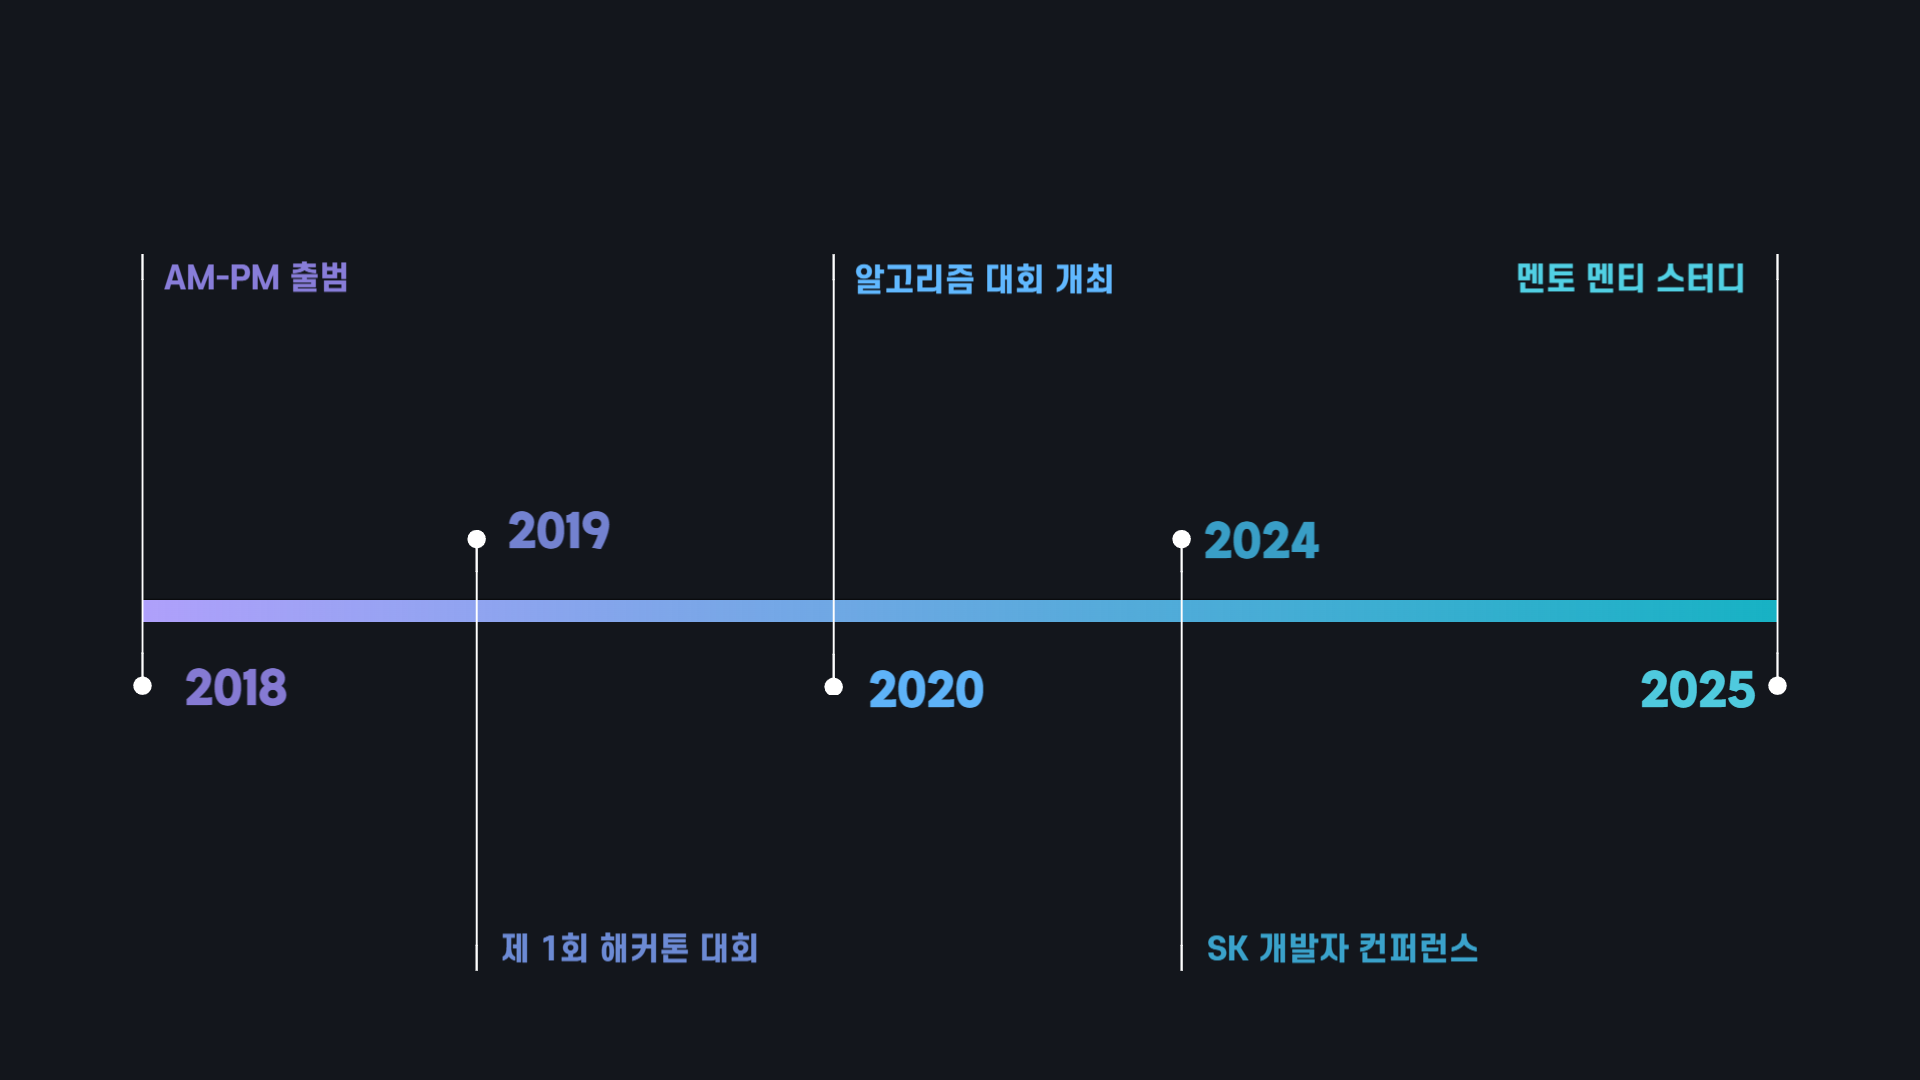 AM-PM 출범
알고리즘 대회 개최
멘토 멘티 스터디
2019
2024
2018
2020
2025
제 1회 해커톤 대회
SK 개발자 컨퍼런스